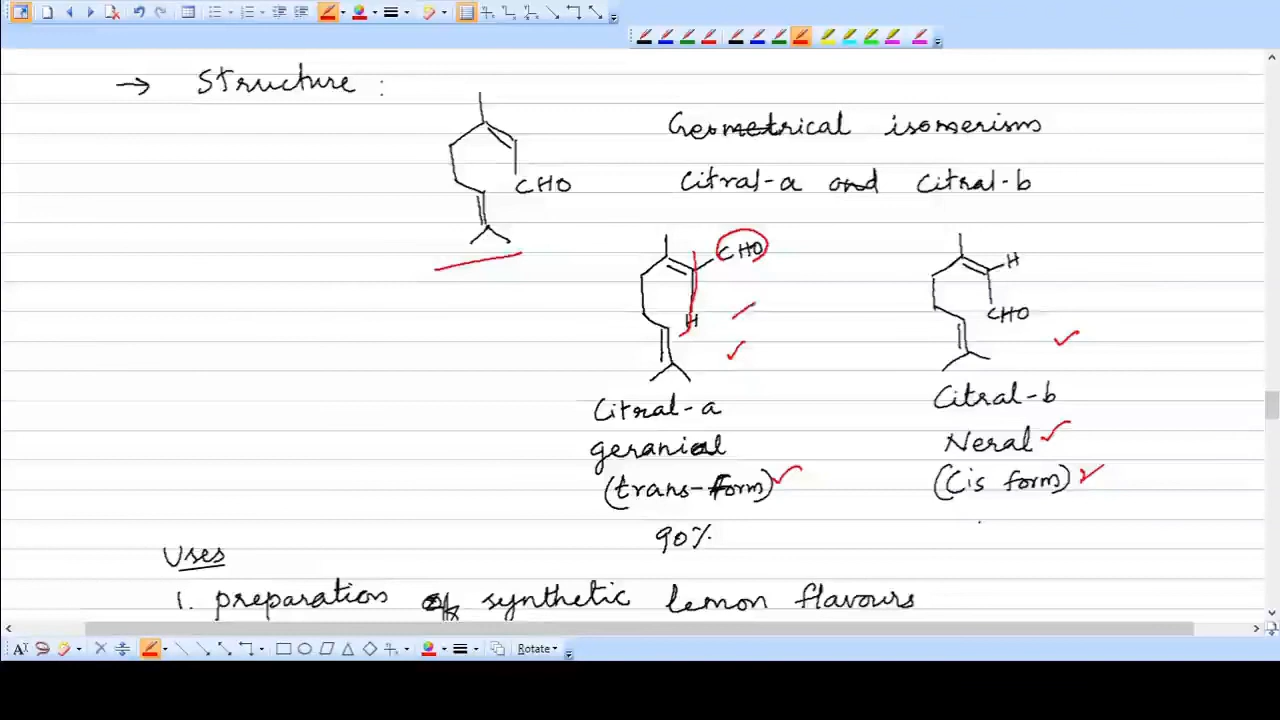 → Structure :
CHO
Geometrical isomerism
Citral-a and Citral-b
CHO
H
H
CHO
Citral-a
geranial
(trans-form)
90%
Citral-b
Neral
(Cis form)
Uses
1. preparation of synthetic lemon flavours
Rotate